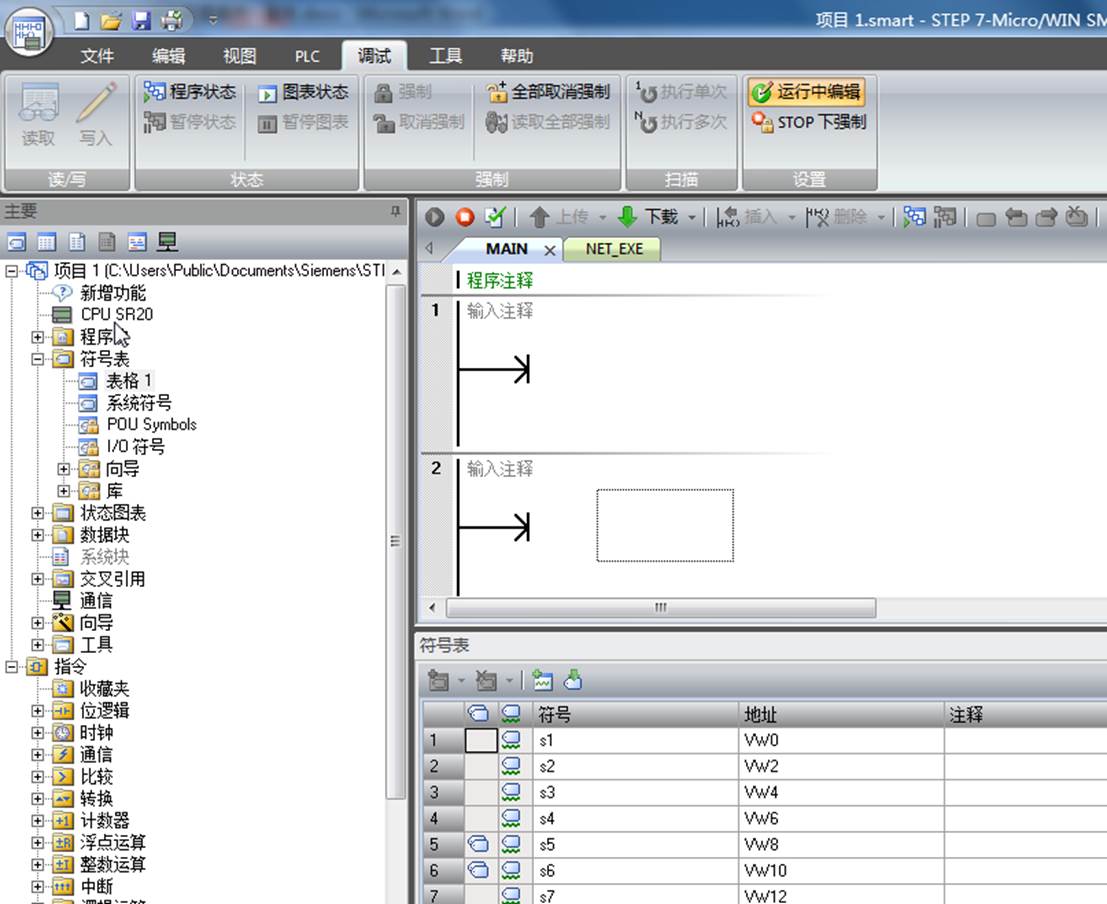 项目 1.smart - STEP 7-Micro/WIN SM
文件 编辑 视图 PLC 调试 工具 帮助
读取 写入
读/写
程序状态 图表状态
暂停状态 暂停图表
状态
强制 全部取消强制
取消强制 读取全部强制
强制
1 执行单次
N 执行多次
扫描
运行中编辑
STOP 下强制
设置
主要
项目 1 (C:\Users\Public\Documents\Siemens\STI
新增功能
CPU SR20
程序
符号表
表格 1
系统符号
POU Symbols
I/O 符号
向导
库
状态图表
数据块
系统块
交叉引用
通信
向导
工具
指令
收藏夹
位逻辑
时钟
通信
比较
转换
计数器
浮点运算
整数运算
中断
逻辑运算
上传 下载 插入 删除
MAIN NET_EXE
程序注释
1 输入注释
2 输入注释
符号表
符号 地址 注释
1 s1 VW0
2 s2 VW2
3 s3 VW4
4 s4 VW6
5 s5 VW8
6 s6 VW10
7 s7 VW12